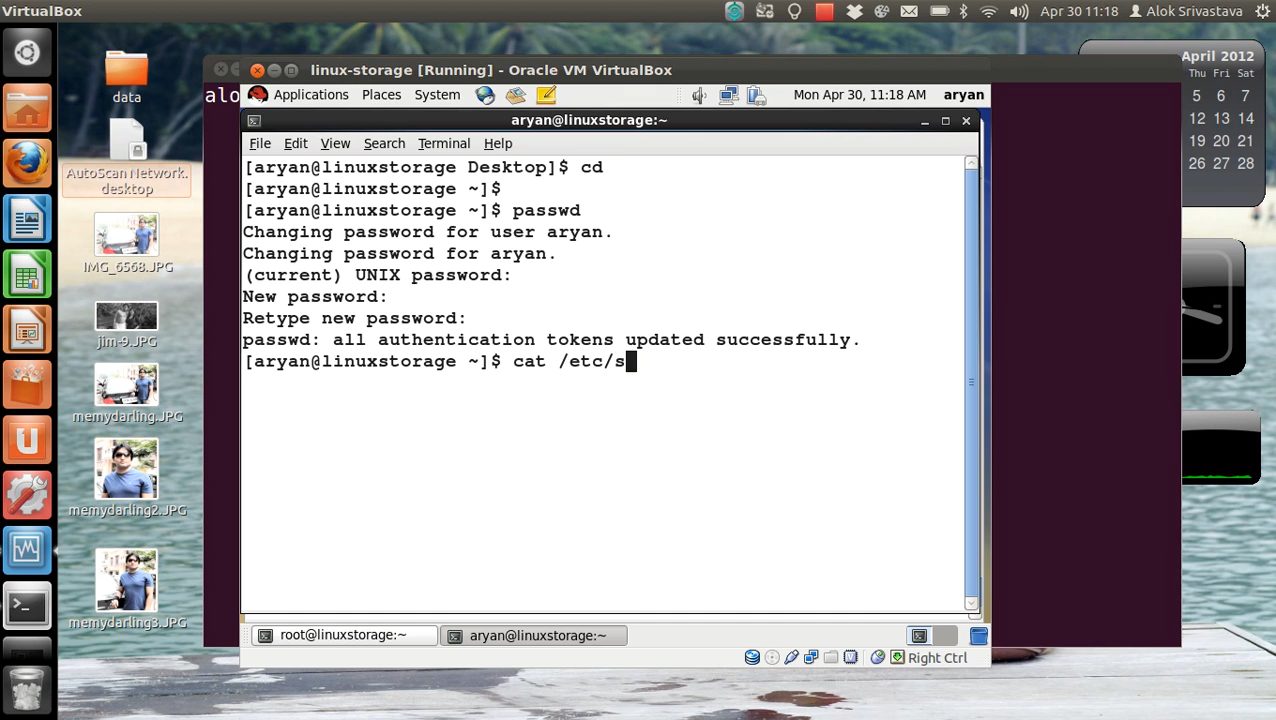 VirtualBox
Apr 30 11:18
Alok Srivastava
data
AutoScan Network.
desktop
IMG_6568.JPG
jim-9.JPG
memydarling.JPG
memydarling2.JPG
memydarling3.JPG
linux-storage [Running] - Oracle VM VirtualBox
alo
Applications Places System
Mon Apr 30, 11:18 AM aryan
aryan@linuxstorage:~
File Edit View Search Terminal Help
[aryan@linuxstorage Desktop]$ cd
[aryan@linuxstorage ~]$
[aryan@linuxstorage ~]$ passwd
Changing password for user aryan.
Changing password for aryan.
(current) UNIX password:
New password:
Retype new password:
passwd: all authentication tokens updated successfully.
[aryan@linuxstorage ~]$ cat /etc/s
root@linuxstorage:~
aryan@linuxstorage:~
Right Ctrl
April 2012
Thu Fri Sat
5 6 7
12 13 14
19 20 21
26 27 28